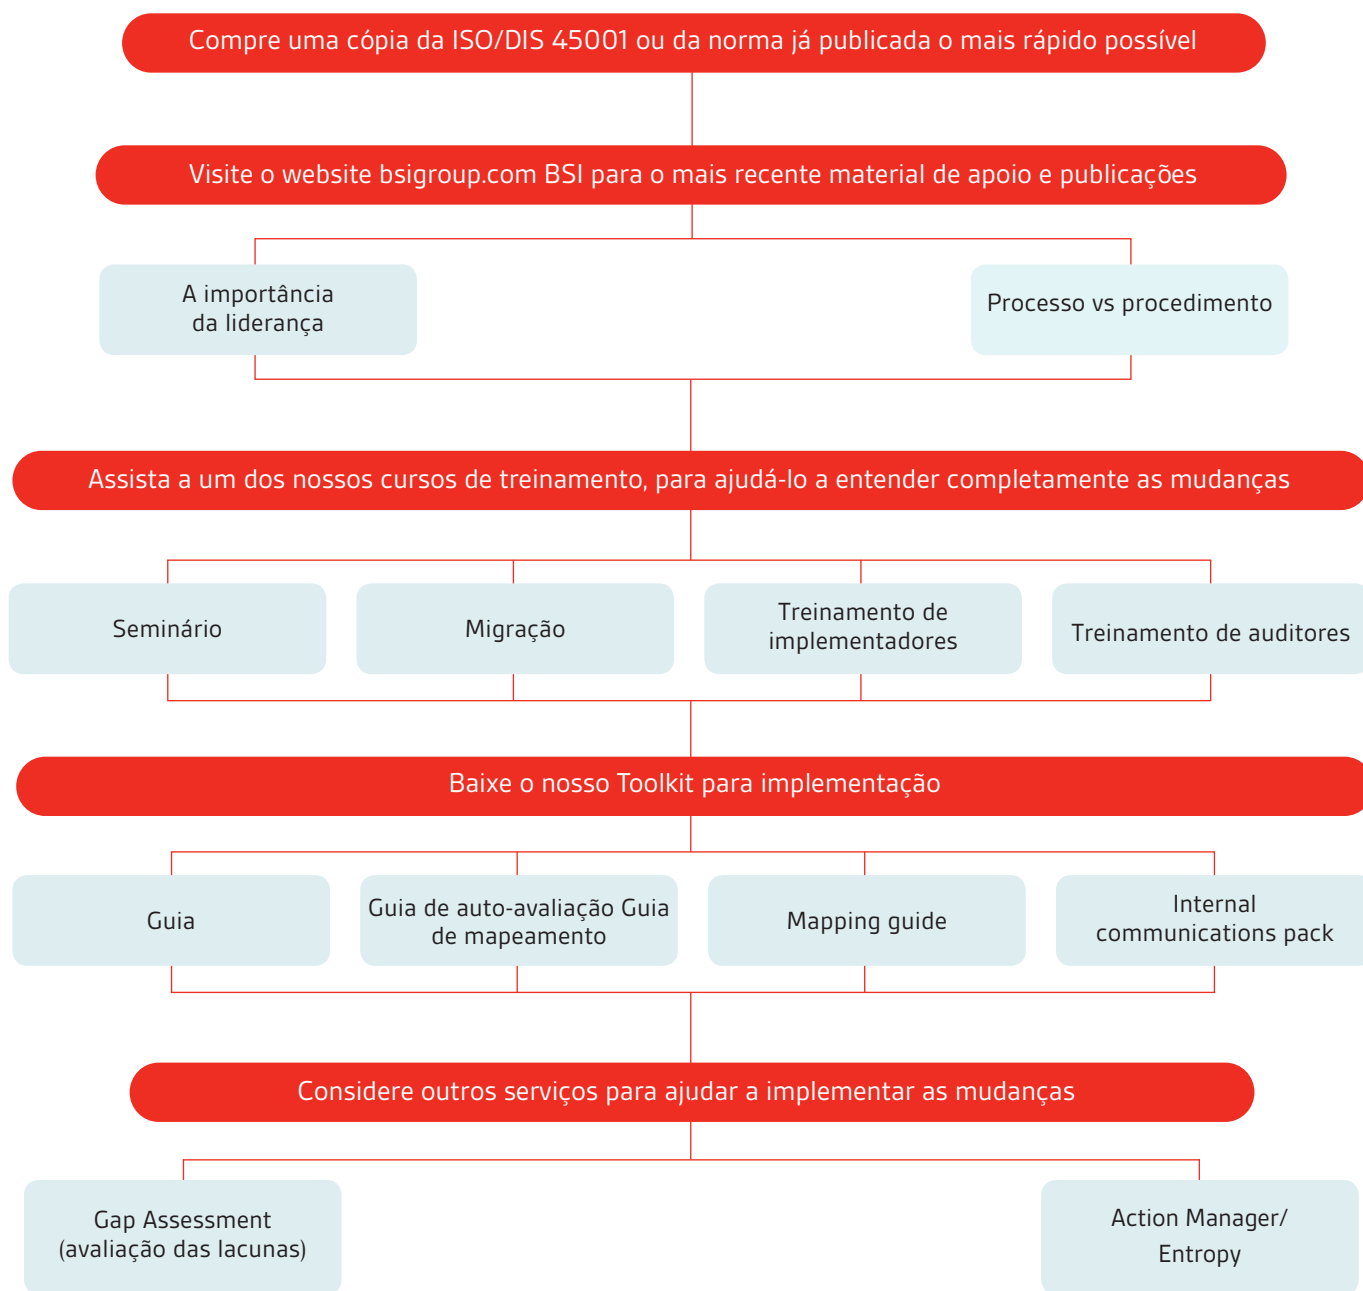 Compre uma cópia da ISO/DIS 45001 ou da norma já publicada o mais rápido possível
Visite o website bsigroup.com BSI para o mais recente material de apoio e publicações
A importância
da liderança
Processo vs procedimento
Assista a um dos nossos cursos de treinamento, para ajudá-lo a entender completamente as mudanças
Seminário
Migração
Treinamento de
implementadores
Treinamento de auditores
Baixe o nosso Toolkit para implementação
Guia
Guia de auto-avaliação Guia
de mapeamento
Mapping guide
Internal
communications pack
Considere outros serviços para ajudar a implementar as mudanças
Gap Assessment
(avaliação das lacunas)
Action Manager/
Entropy